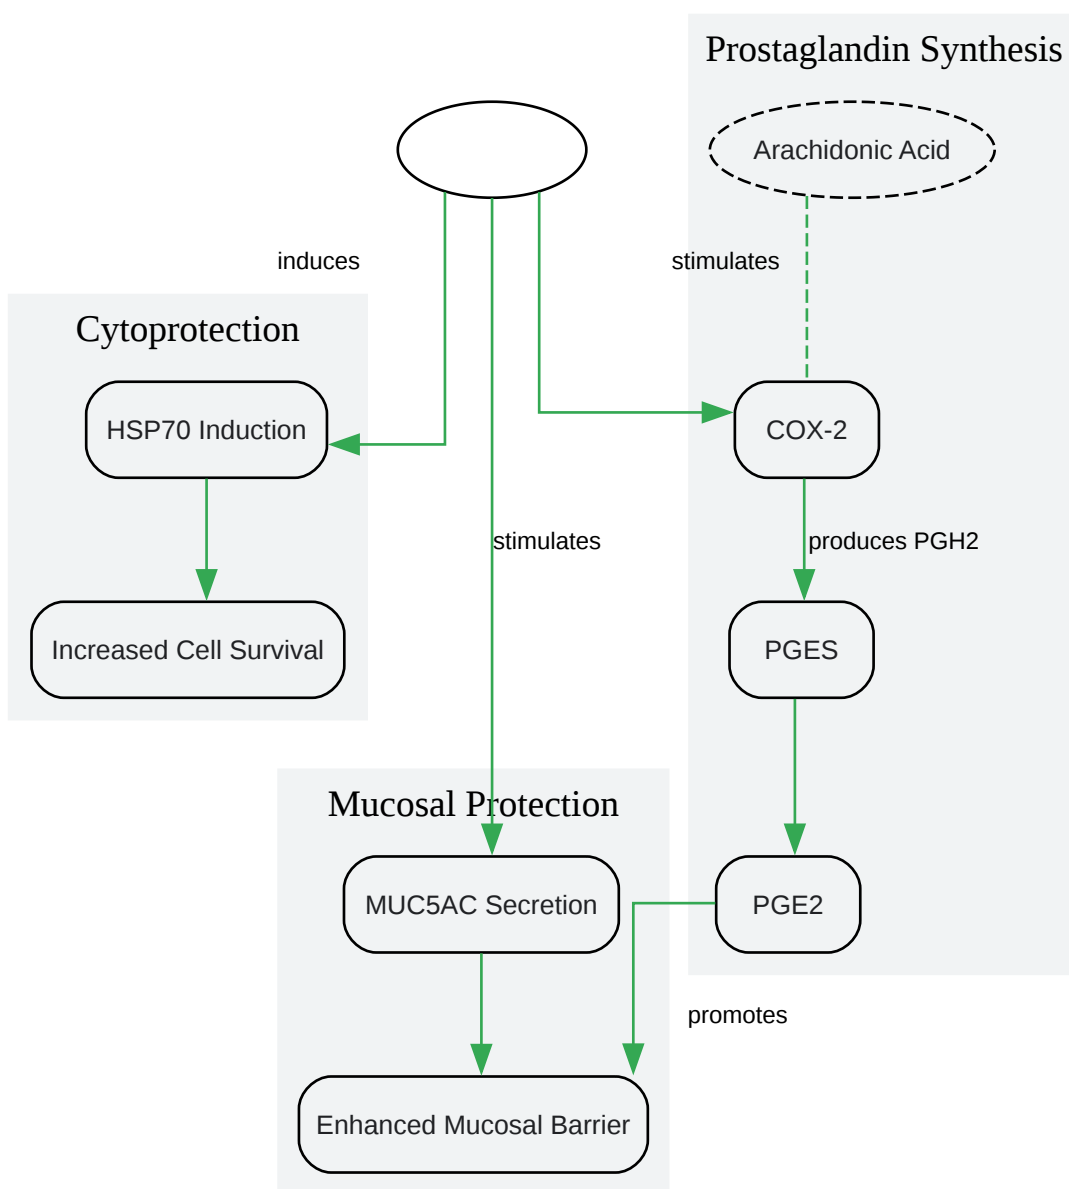 Prostaglandin Synthesis
Arachidonic Acid
induces
stimulates
Cytoprotection
HSP70 Induction
COX-2
stimulates
produces PGH2
Increased Cell Survival
PGES
Mucosal Protection
MUC5AC Secretion
PGE2
promotes
Enhanced Mucosal Barrier